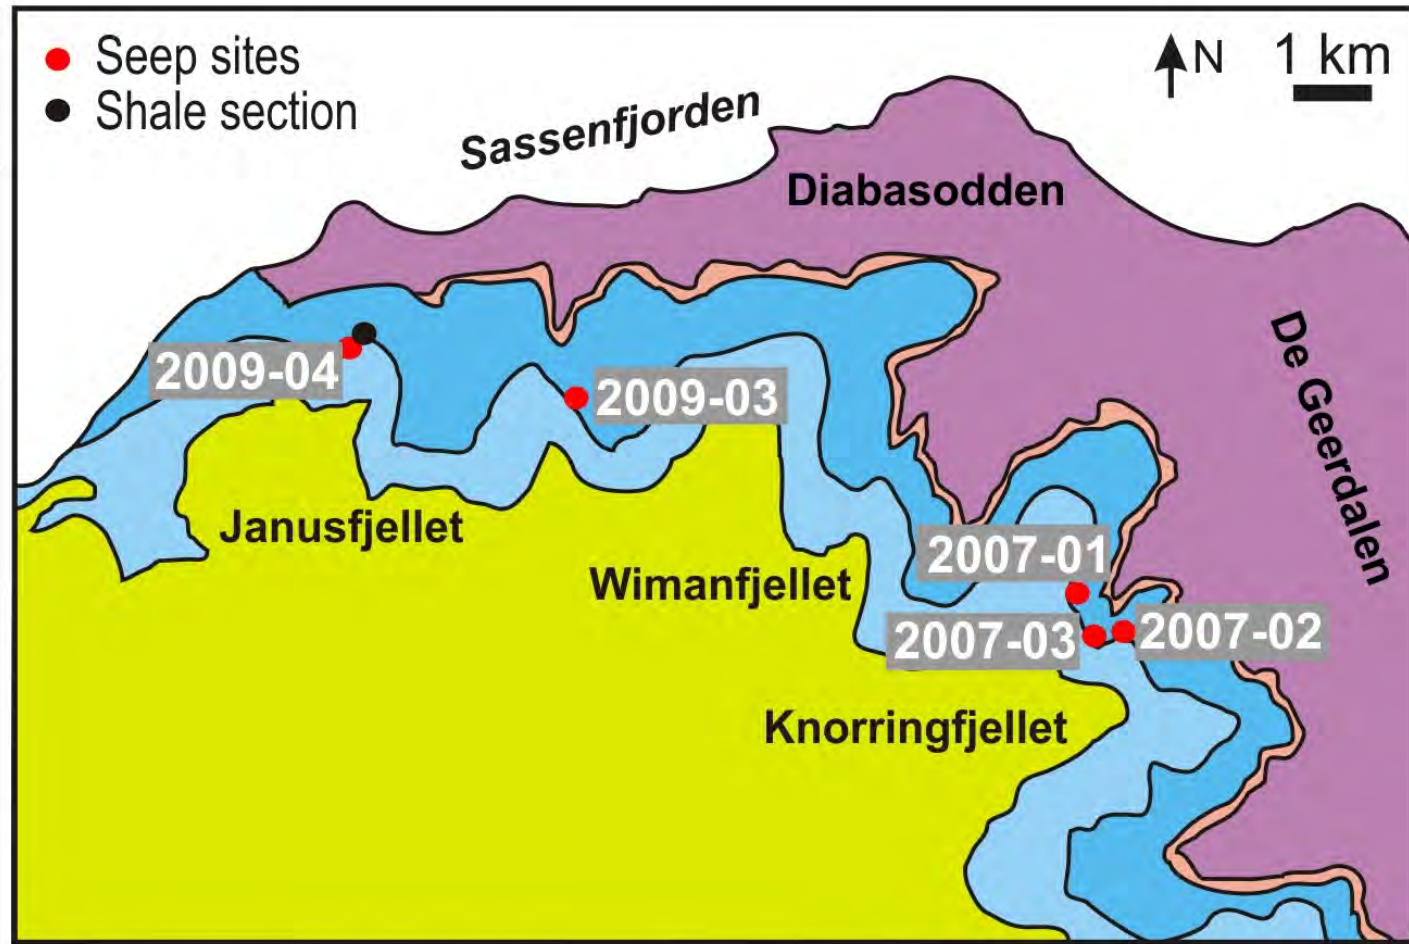 Seep sites
Shale section
N
1 km
Sassenfjorden
Diabasodden
De Geerdalen
2009-04
2009-03
Janusfjellet
Wimanfjellet
2007-01
2007-03
2007-02
Knorringfjellet